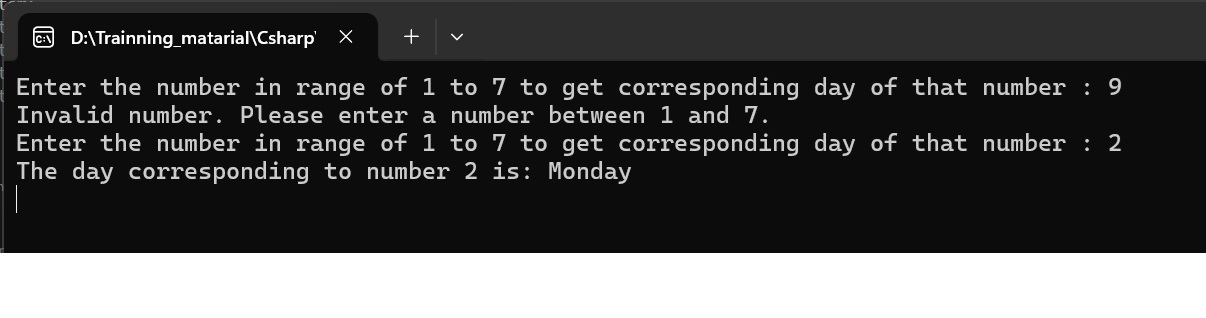 D:\Trainning_matarial\Csharp
Enter the number in range of 1 to 7 to get corresponding day of that number : 9
Invalid number. Please enter a number between 1 and 7.
Enter the number in range of 1 to 7 to get corresponding day of that number : 2
The day corresponding to number 2 is: Monday